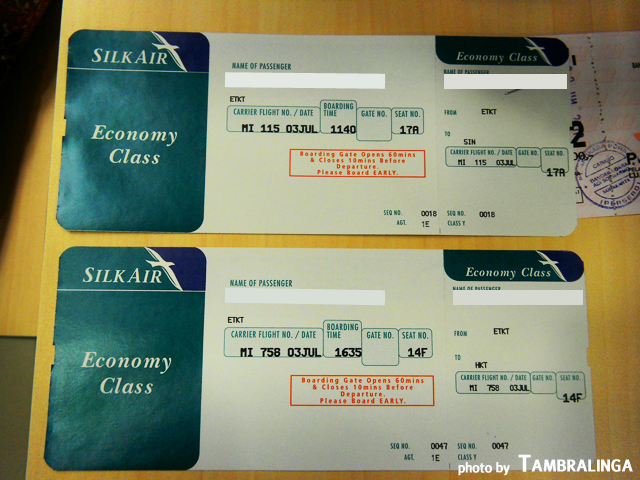 SILKAIR
Economy
Class
NAME OF PASSENGER
ETKT
CARRIER FLIGHT NO. / DATE BOARDING TIME GATE NO. SEAT NO.
MI 115 03JUL 1140 17A
Boarding Gate Opens 60mins
& Closes 10mins Before
Departure.
Please Board EARLY.
SEQ NO. 0018
AGT. 1E
Economy Class
NAME OF PASSENGER
FROM ETKT
TO
SIN
CARRIER FLIGHT NO. / DATE GATE NO. SEAT NO.
MI 115 03JUL
17A
SEQ NO. 0018
CLASS Y
SILKAIR
Economy
Class
NAME OF PASSENGER
ETKT
CARRIER FLIGHT NO. / DATE BOARDING TIME GATE NO. SEAT NO.
MI 758 03JUL 1635 14F
Boarding Gate Opens 60mins
& Closes 10mins Before
Departure.
Please Board EARLY.
SEQ NO. 0047
AGT. 1E
Economy Class
NAME OF PASSENGER
FROM ETKT
TO
HKT
CARRIER FLIGHT NO. / DATE GATE NO. SEAT NO.
MI 758 03JUL
14F
SEQ NO. 0047
CLASS Y
photo by TAMBRALINGA